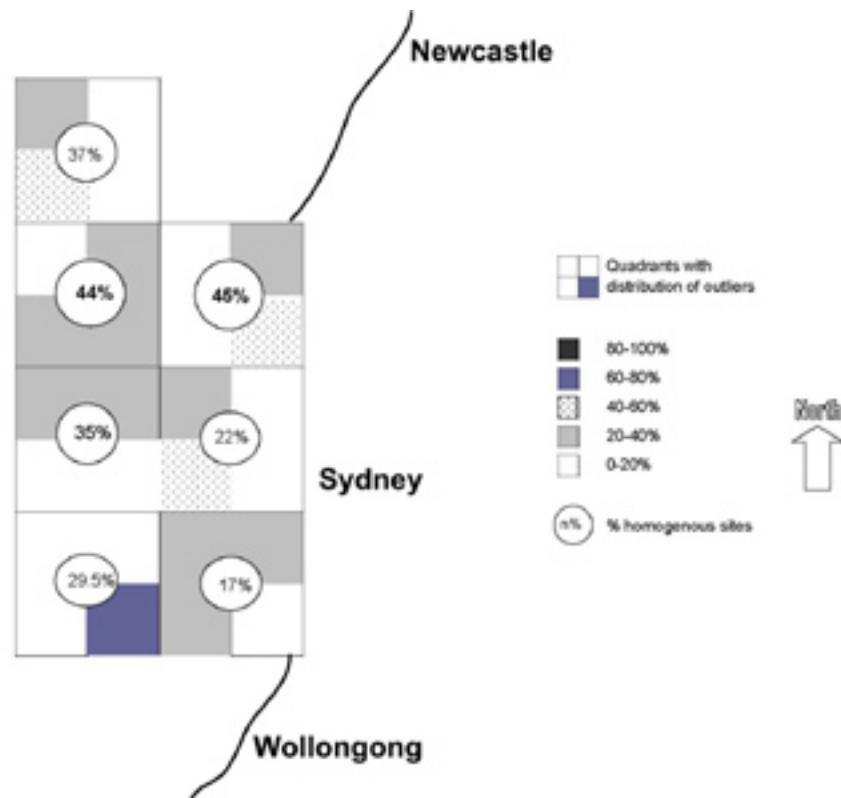 Newcastle
37%
44%
46%
Quadrants with
distribution of outliers
80-100%
60-80%
40-60%
20-40%
0-20%
North
35%
22%
Sydney
n%
% homogenous sites
29.5%
17%
Wollongong